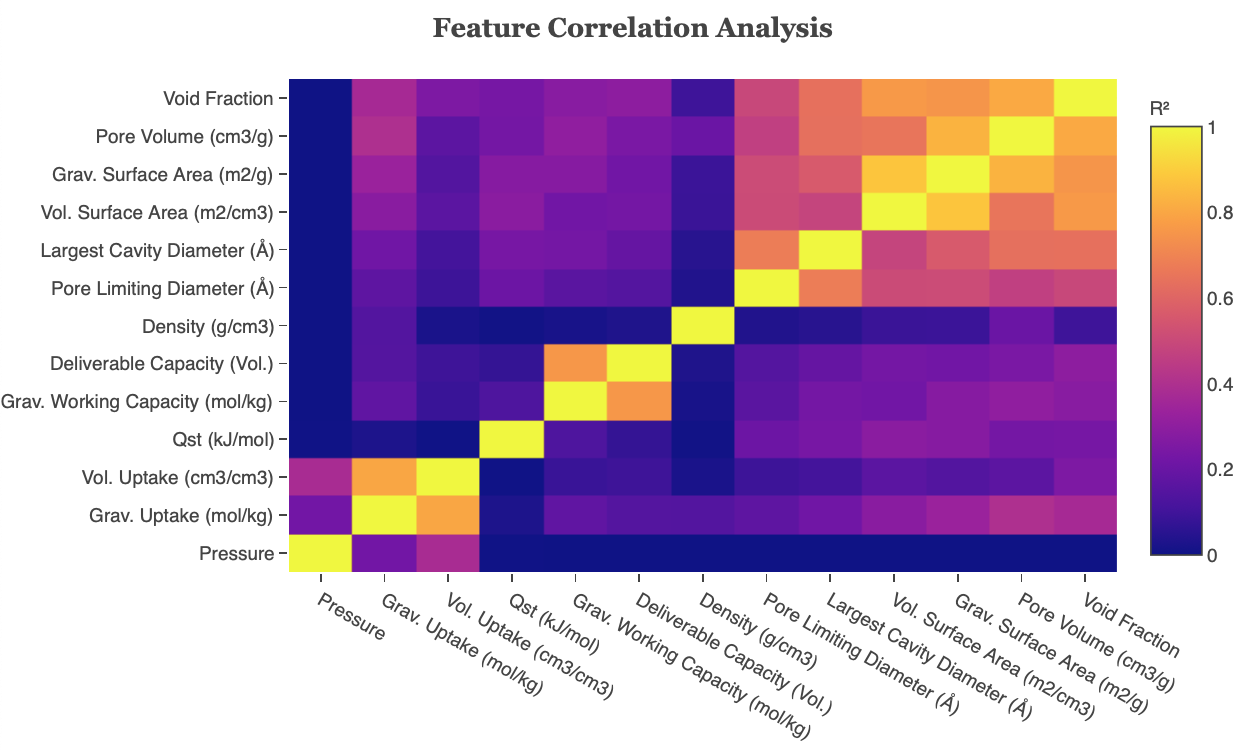 Feature Correlation Analysis
Void Fraction
Pore Volume (cm3/g)
Grav. Surface Area (m2/g)
Vol. Surface Area (m2/cm3)
Largest Cavity Diameter (Å)
Pore Limiting Diameter (Å)
Density (g/cm3)
Deliverable Capacity (Vol.)
Grav. Working Capacity (mol/kg)
Qst (kJ/mol)
Vol. Uptake (cm3/cm3)
Grav. Uptake (mol/kg)
Pressure
Pressure
Grav. Uptake (mol/kg)
Vol. Uptake (cm3/cm3)
Qst (kJ/mol)
Grav. Working Capacity (mol/kg)
Deliverable Capacity (Vol.)
Density (g/cm3)
Pore Limiting Diameter (Å)
Largest Cavity Diameter (Å)
Vol. Surface Area (m2/cm3)
Grav. Surface Area (m2/g)
Pore Volume (cm3/g)
Void Fraction
R²
1
0.8
0.6
0.4
0.2
0